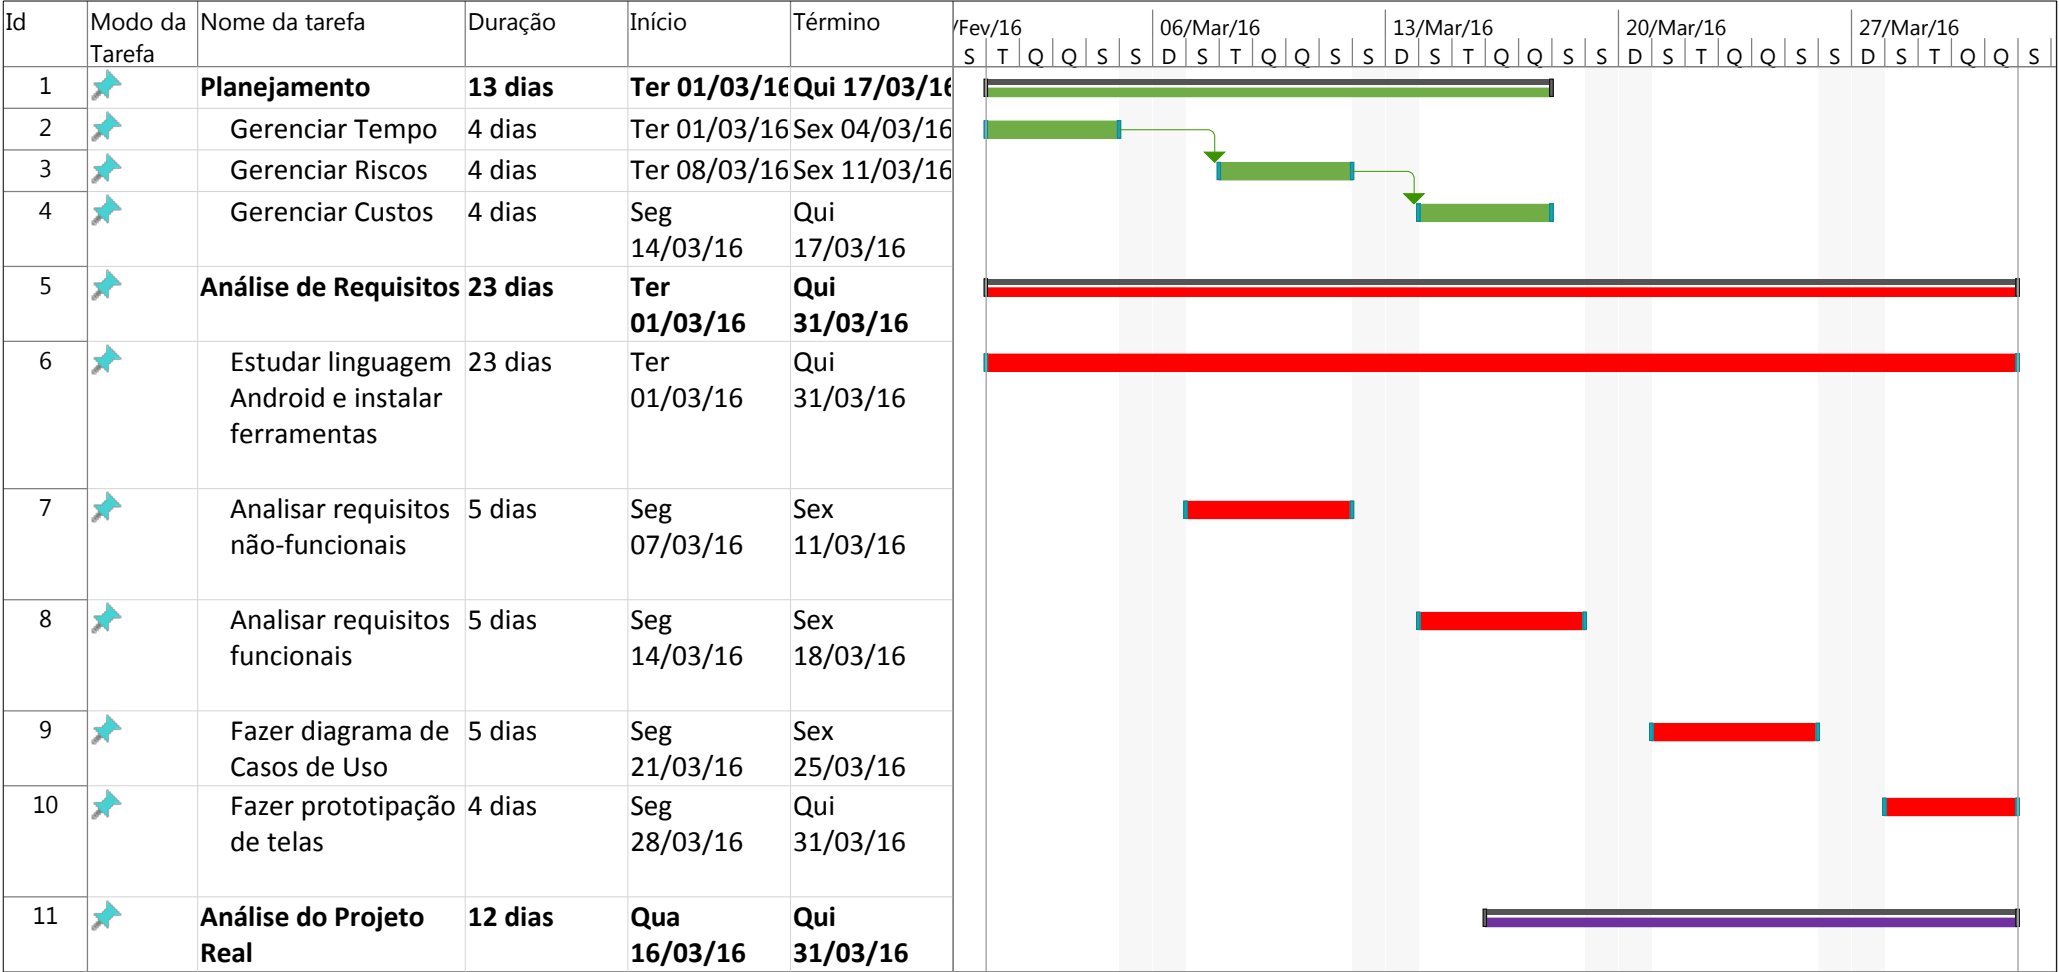 Id Modo da Tarefa Nome da tarefa Duração Início Término /Fev/16 06/Mar/16 13/Mar/16 20/Mar/16 27/Mar/16
S T Q Q S S D S T Q Q S S D S T Q Q S S D S T Q Q S S D S T Q Q S
1 Planejamento 13 dias Ter 01/03/16 Qui 17/03/16
2 Gerenciar Tempo 4 dias Ter 01/03/16 Sex 04/03/16
3 Gerenciar Riscos 4 dias Ter 08/03/16 Sex 11/03/16
4 Gerenciar Custos 4 dias Seg Qui
14/03/16 17/03/16
5 Análise de Requisitos 23 dias Ter Qui
01/03/16 31/03/16
6 Estudar linguagem 23 dias Ter Qui
Android e instalar 01/03/16 31/03/16
ferramentas
7 Analisar requisitos 5 dias Seg Sex
não-funcionais 07/03/16 11/03/16
8 Analisar requisitos 5 dias Seg Sex
funcionais 14/03/16 18/03/16
9 Fazer diagrama de 5 dias Seg Sex
Casos de Uso 21/03/16 25/03/16
10 Fazer prototipação 4 dias Seg Qui
de telas 28/03/16 31/03/16
11 Análise do Projeto 12 dias Qua Qui
Real 16/03/16 31/03/16